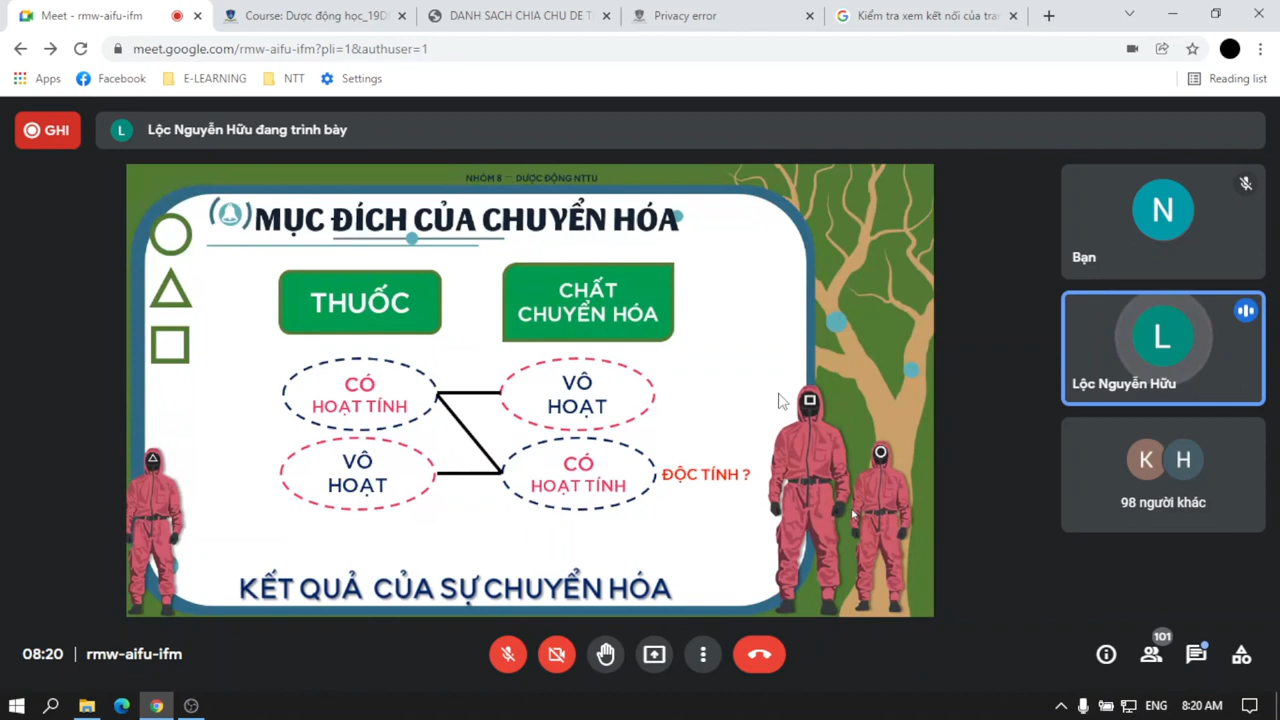 Meet - rmw-aifu-ifm
Course: Dược động học_19D
DANH SACH CHIA CHU DE T
Privacy error
Kiểm tra xem kết nối của tran
meet.google.com/rmw-aifu-ifm?pli=1&authuser=1
Apps
Facebook
E-LEARNING
NTT
Settings
Reading list
GHI
L
Lộc Nguyễn Hữu đang trình bày
NHÓM 8 -- DƯỢC ĐỘNG NTTU
MỤC ĐÍCH CỦA CHUYỂN HÓA
THUỐC
CHẤT
CHUYỂN HÓA
CÓ
HOẠT TÍNH
VÔ
HOẠT
VÔ
HOẠT
CÓ
HOẠT TÍNH
ĐỘC TÍNH ?
KẾT QUẢ CỦA SỰ CHUYỂN HÓA
N
Bạn
L
Lộc Nguyễn Hữu
K
H
98 người khác
08:20
rmw-aifu-ifm
101
ENG
8:20 AM